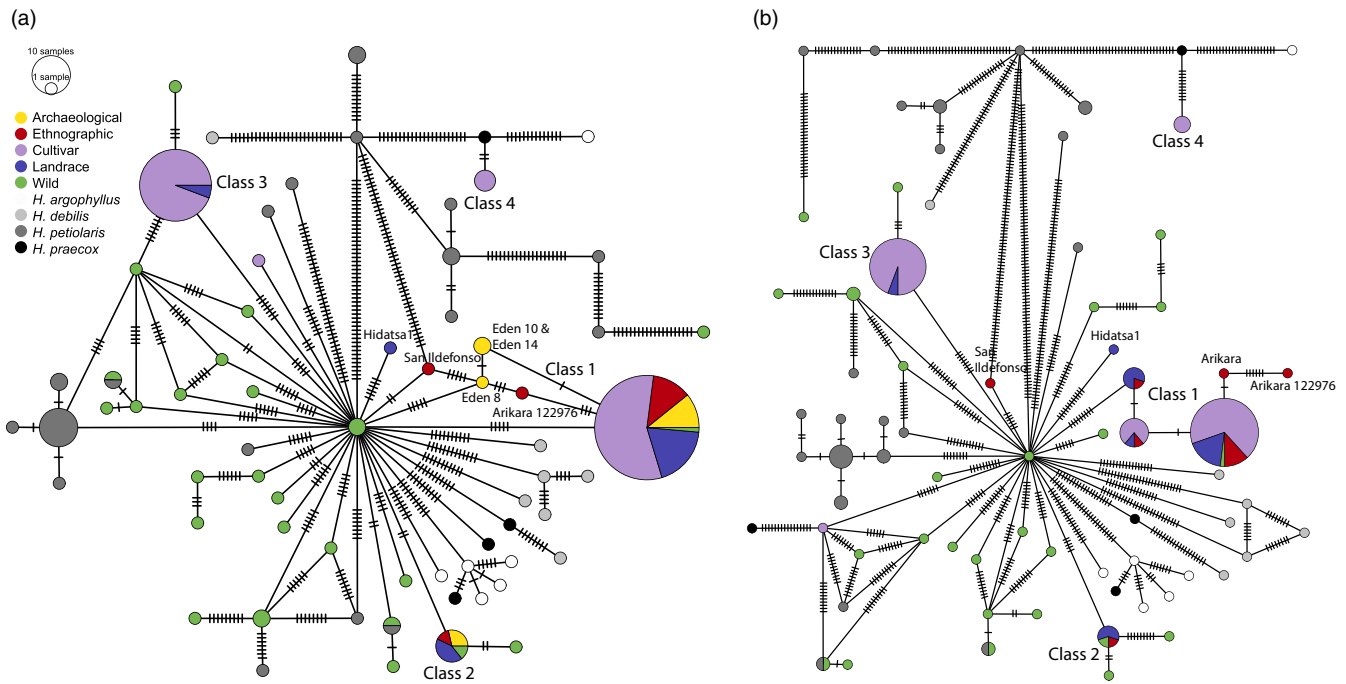 (a)
(b)
10 samples
1 sample
Archaeological
Ethnographic
Cultivar
Landrace
Wild
H. argophyllus
H. debilis
H. petiolaris
H. praecox
Class 3
Class 4
Hidatsa1
San Ildefonso
Eden 10 &
Eden 14
Eden 8
Class 1
Arikara 122976
Class 2
Class 4
Class 3
Hidatsa1
San
Ildefonso
Class 1
Arikara
Arikara 122976
Class 2